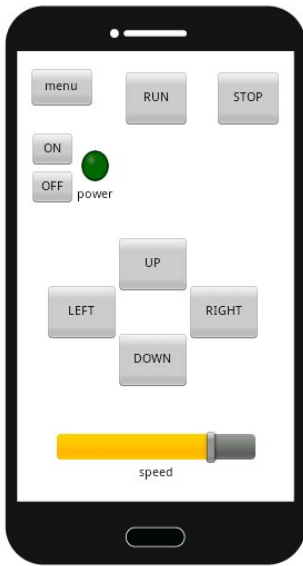 menu
RUN
STOP
ON
OFF
power
UP
LEFT
RIGHT
DOWN
speed